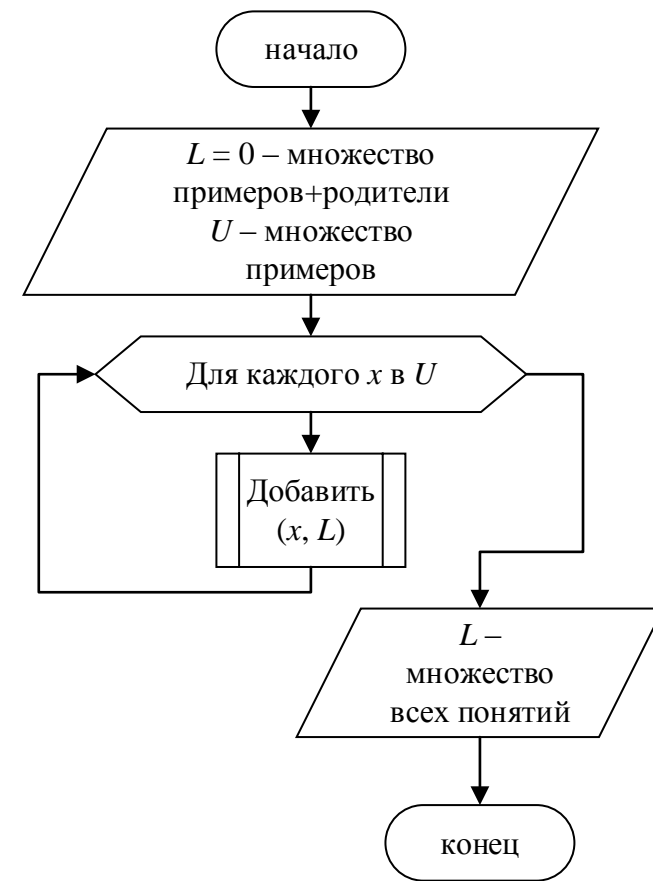 начало
L = 0 – множество
примеров+родители
U – множество
примеров
Для каждого x в U
Добавить
(x, L)
L –
множество
всех понятий
конец